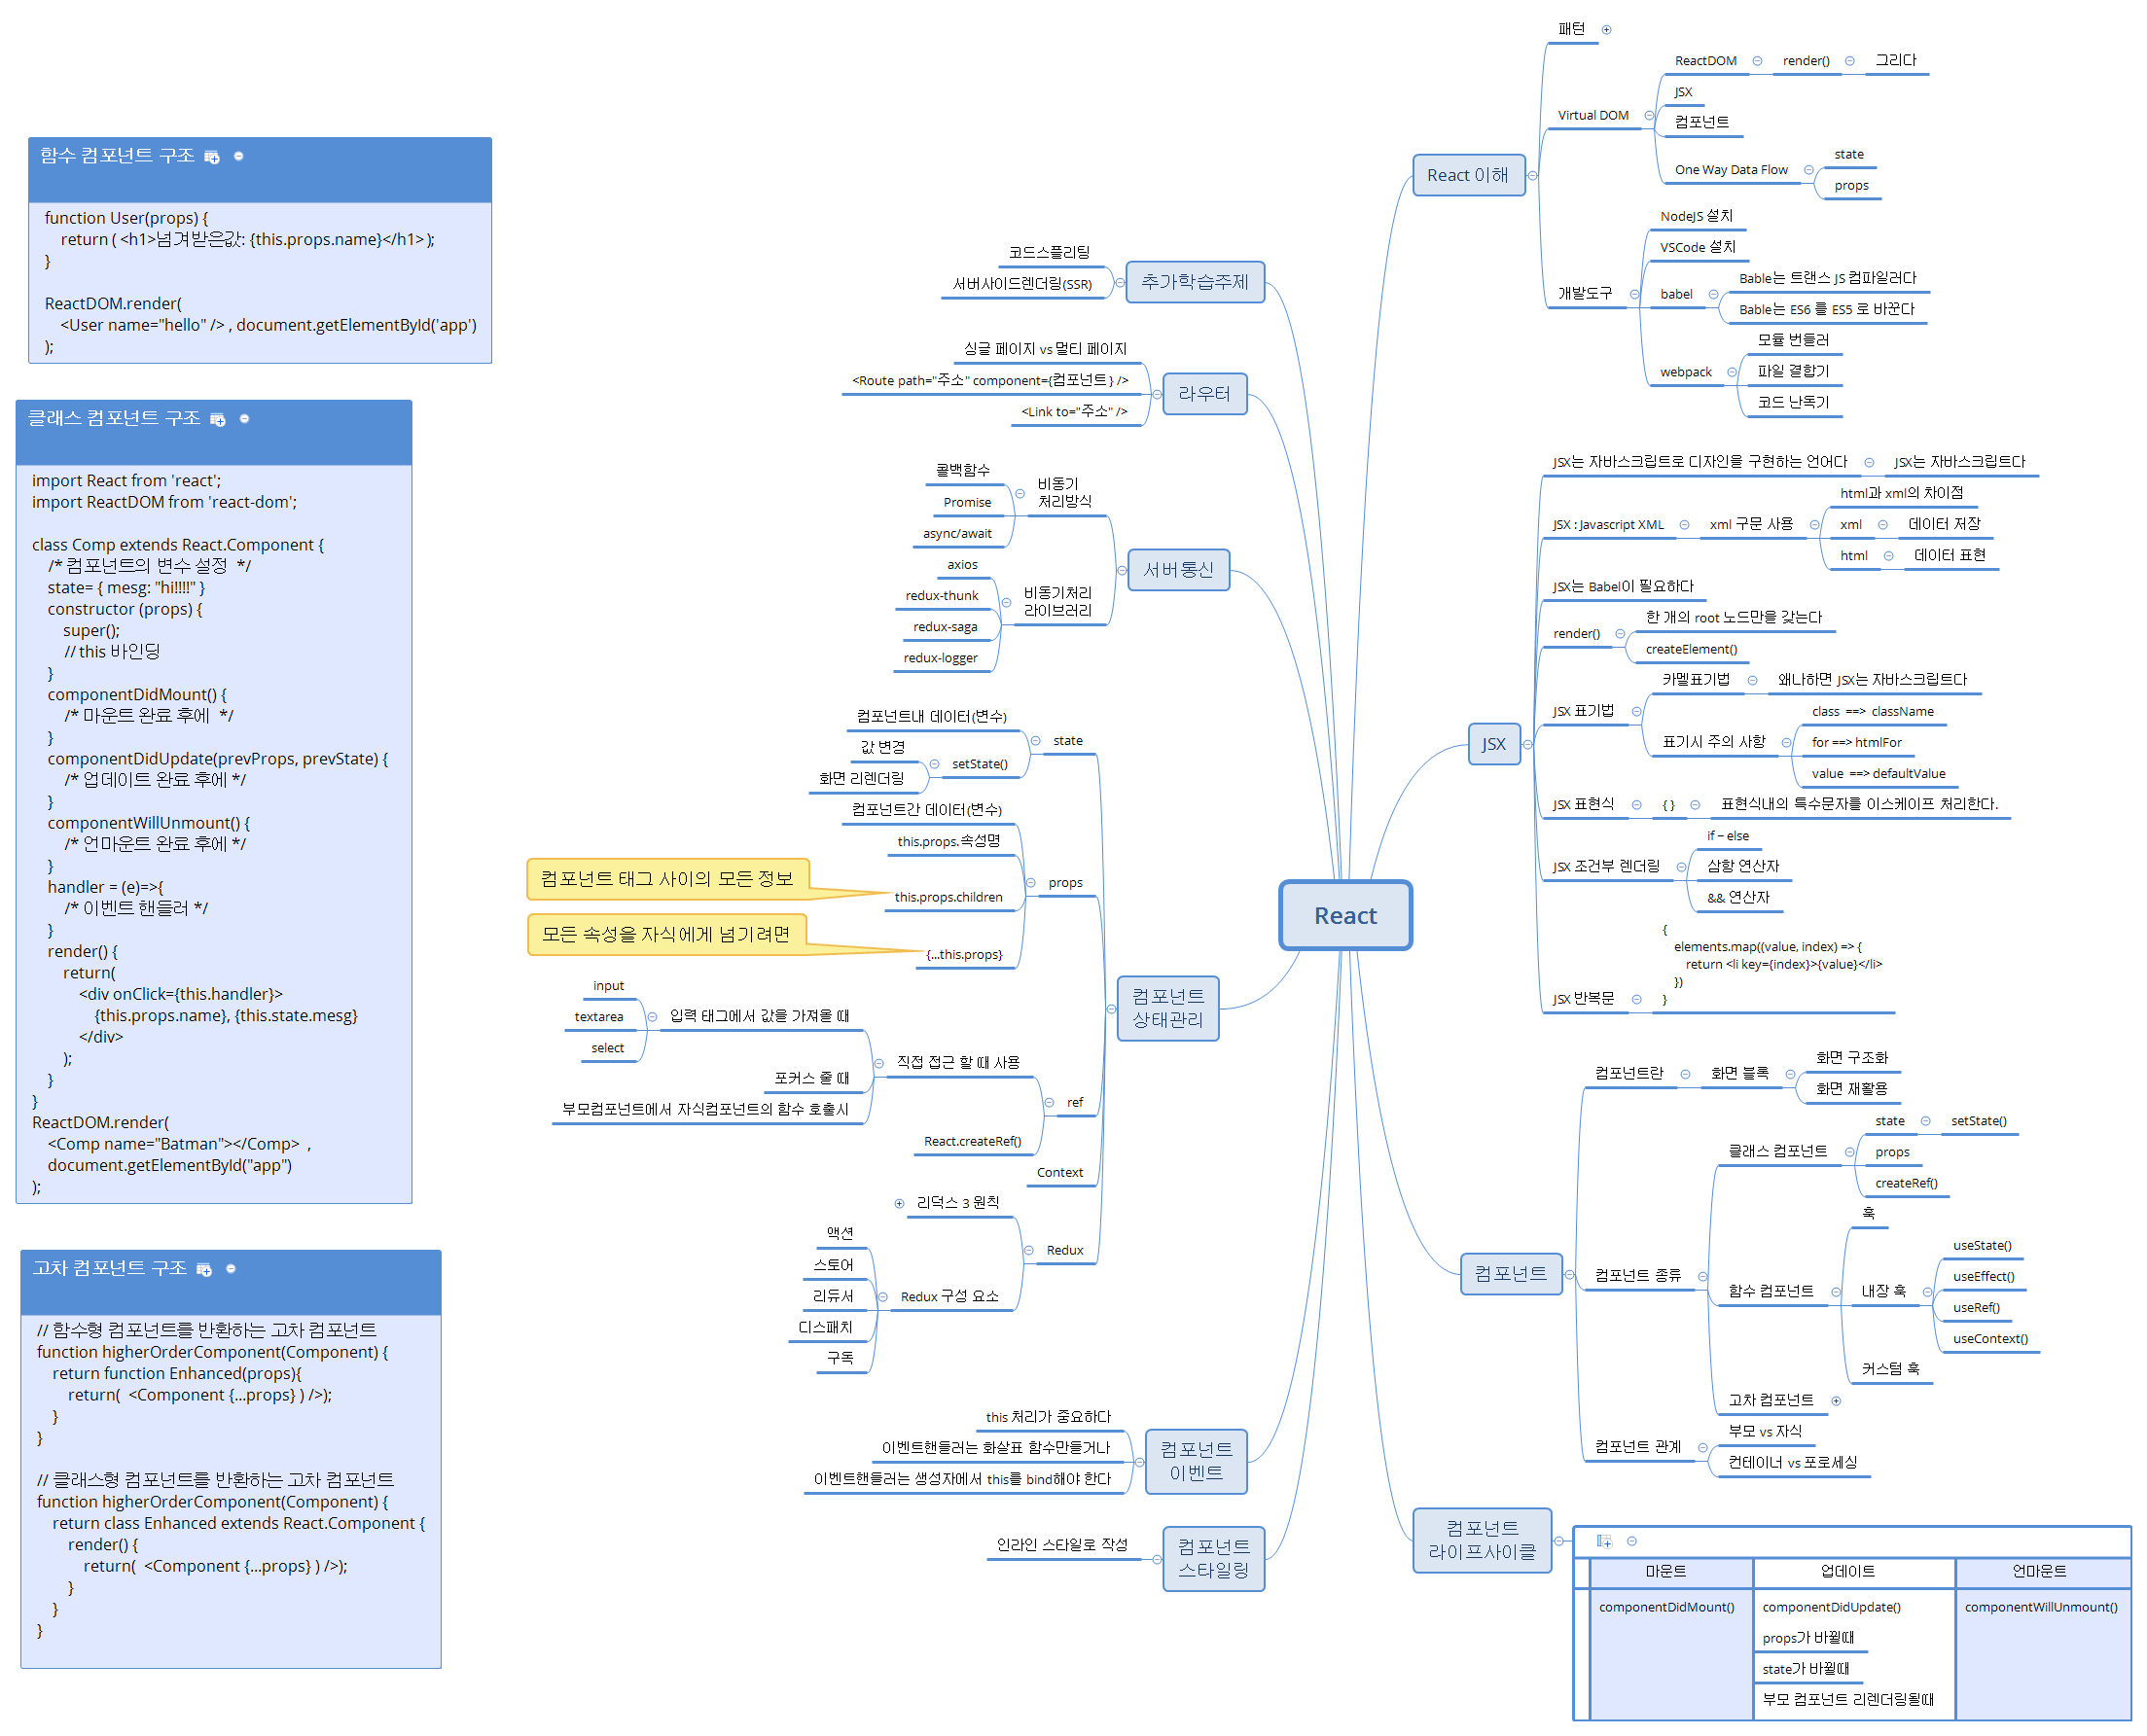 함수 컴포넌트 구조
function User(props) {
return ( <h1>넘겨받은값: {this.props.name}</h1> );
}
ReactDOM.render(
<User name="hello" /> , document.getElementById('app')
);
클래스 컴포넌트 구조
import React from 'react';
import ReactDOM from 'react-dom';
class Comp extends React.Component {
/* 컴포넌트의 변수 설정 */
state= { mesg: "hi!!!!" }
constructor (props) {
super();
// this 바인딩
}
componentDidMount() {
/* 마운트 완료 후에 */
}
componentDidUpdate(prevProps, prevState) {
/* 업데이트 완료 후에 */
}
componentWillUnmount() {
/* 언마운트 완료 후에 */
}
handler = (e)=>{
/* 이벤트 핸들러 */
}
render() {
return(
<div onClick={this.handler}>
{this.props.name}, {this.state.mesg}
</div>
);
}
}
ReactDOM.render(
<Comp name="Batman"></Comp> ,
document.getElementById("app")
);
고차 컴포넌트 구조
// 함수형 컴포넌트를 반환하는 고차 컴포넌트
function higherOrderComponent(Component) {
return function Enhanced(props){
return( <Component {...props} ) />);
}
}
// 클래스형 컴포넌트를 반환하는 고차 컴포넌트
function higherOrderComponent(Component) {
return class Enhanced extends React.Component {
render() {
return( <Component {...props} ) />);
}
}
}
추가학습주제
코드스플리팅
서버사이드렌더링(SSR)
라우터
싱글 페이지 vs 멀티 페이지
<Route path="주소" component={컴포넌트} />
<Link to="주소" />
서버통신
비동기
처리방식
콜백함수
Promise
async/await
비동기처리
라이브러리
axios
redux-thunk
redux-saga
redux-logger
컴포넌트
상태관리
state
컴포넌트내 데이터(변수)
setState()
값 변경
화면 리렌더링
props
컴포넌트간 데이터(변수)
this.props.속성명
this.props.children
컴포넌트 태그 사이의 모든 정보
{...this.props}
모든 속성을 자식에게 넘기려면
ref
직접 접근 할 때 사용
입력 태그에서 값을 가져올 때
input
textarea
select
포커스 줄 때
부모컴포넌트에서 자식컴포넌트의 함수 호출시
React.createRef()
Context
Redux
리덕스 3 원칙
Redux 구성 요소
액션
스토어
리듀서
디스패치
구독
컴포넌트
이벤트
this 처리가 중요하다
이벤트핸들러는 화살표 함수만들거나
이벤트핸들러는 생성자에서 this를 bind해야 한다
컴포넌트
스타일링
인라인 스타일로 작성
React
React 이해
패턴
Virtual DOM
ReactDOM
render()
그리다
JSX
컴포넌트
One Way Data Flow
state
props
개발도구
NodeJS 설치
VSCode 설치
babel
Bable는 트랜스 JS 컴파일러다
Bable는 ES6 를 ES5 로 바꾼다
webpack
모듈 번들러
파일 결합기
코드 난독기
JSX
JSX는 자바스크립트로 디자인을 구현하는 언어다
JSX는 자바스크립트다
JSX : Javascript XML
xml 구문 사용
html과 xml의 차이점
xml
데이터 저장
html
데이터 표현
JSX는 Babel이 필요하다
render()
한 개의 root 노드만을 갖는다
createElement()
JSX 표기법
카멜표기법
왜나하면 JSX는 자바스크립트다
표기시 주의 사항
class ==> className
for ==> htmlFor
value ==> defaultValue
JSX 표현식
{ }
표현식내의 특수문자를 이스케이프 처리한다.
JSX 조건부 렌더링
if – else
삼항 연산자
&& 연산자
JSX 반복문
{
elements.map((value, index) => {
return <li key={index}>{value}</li>
})
}
컴포넌트
컴포넌트란
화면 블록
화면 구조화
화면 재활용
컴포넌트 종류
클래스 컴포넌트
state
setState()
props
createRef()
함수 컴포넌트
훅
내장 훅
useState()
useEffect()
useRef()
useContext()
커스텀 훅
고차 컴포넌트
컴포넌트 관계
부모 vs 자식
컨테이너 vs 포로세싱
컴포넌트
라이프사이클
마운트
업데이트
언마운트
componentDidMount()
componentDidUpdate()
componentWillUnmount()
props가 바뀔때
state가 바뀔때
부모 컴포넌트 리렌더링될때